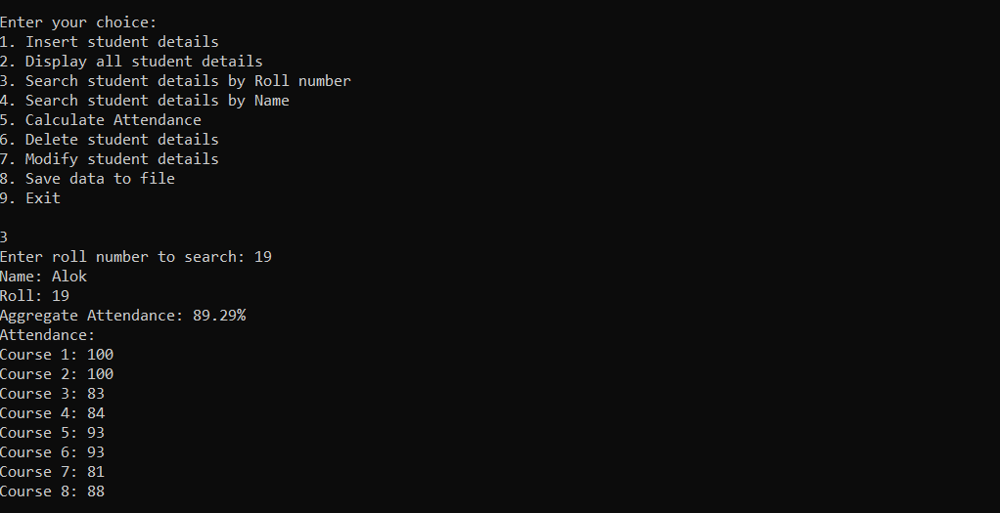 Enter your choice:
1. Insert student details
2. Display all student details
3. Search student details by Roll number
4. Search student details by Name
5. Calculate Attendance
6. Delete student details
7. Modify student details
8. Save data to file
9. Exit
3
Enter roll number to search: 19
Name: Alok
Roll: 19
Aggregate Attendance: 89.29%
Attendance:
Course 1: 100
Course 2: 100
Course 3: 83
Course 4: 84
Course 5: 93
Course 6: 93
Course 7: 81
Course 8: 88